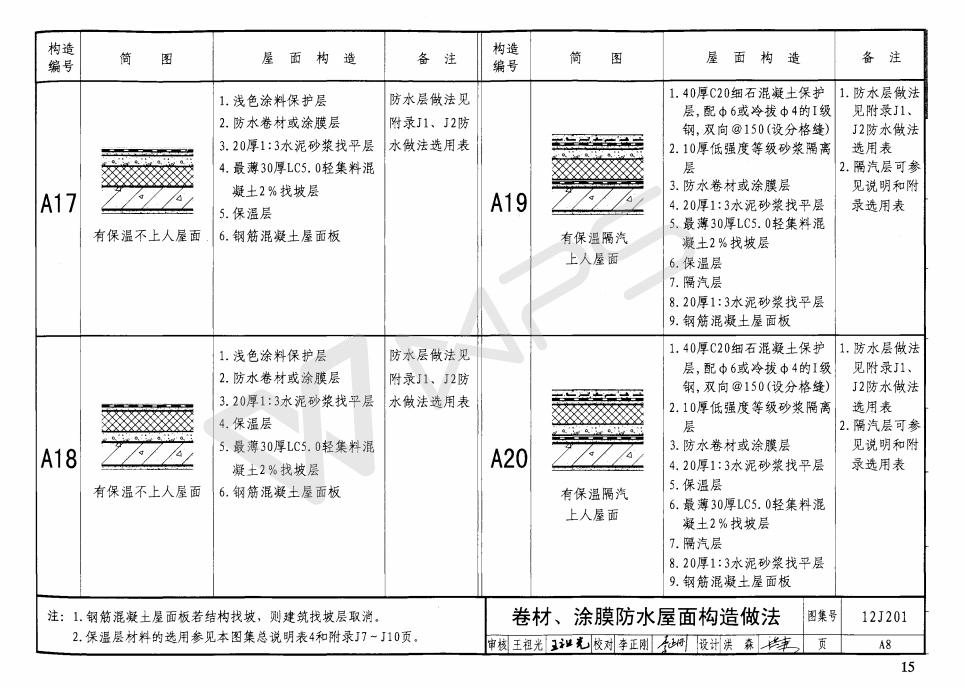 构造编号
简 图
屋 面 构 造
备 注
构造编号
简 图
屋 面 构 造
备 注
A17
有保温不上人屋面
1.浅色涂料保护层
2.防水卷材或涂膜层
3.20厚1:3水泥砂浆找平层
4.最薄30厚LC5.0轻集料混
凝土2%找坡层
5.保温层
6.钢筋混凝土屋面板
防水层做法见
附录J1、J2防
水做法选用表
A18
有保温不上人屋面
1.浅色涂料保护层
2.防水卷材或涂膜层
3.20厚1:3水泥砂浆找平层
4.保温层
5.最薄30厚LC5.0轻集料混
凝土2%找坡层
6.钢筋混凝土屋面板
防水层做法见
附录J1、J2防
水做法选用表
A19
有保温隔汽
上人屋面
1.40厚C20细石混凝土保护
层,配φ6或冷拔φ4的I级
钢,双向@150(设分格缝)
2.10厚低强度等级砂浆隔离
层
3.防水卷材或涂膜层
4.20厚1:3水泥砂浆找平层
5.最薄30厚LC5.0轻集料混
凝土2%找坡层
6.保温层
7.隔汽层
8.20厚1:3水泥砂浆找平层
9.钢筋混凝土屋面板
1.防水层做法
见附录J1、
J2防水做法
选用表
2.隔汽层可参
见说明和附
录选用表
A20
有保温隔汽
上人屋面
1.40厚C20细石混凝土保护
层,配φ6或冷拔φ4的I级
钢,双向@150(设分格缝)
2.10厚低强度等级砂浆隔离
层
3.防水卷材或涂膜层
4.20厚1:3水泥砂浆找平层
5.保温层
6.最薄30厚LC5.0轻集料混
凝土2%找坡层
7.隔汽层
8.20厚1:3水泥砂浆找平层
9.钢筋混凝土屋面板
1.防水层做法
见附录J1、
J2防水做法
选用表
2.隔汽层可参
见说明和附
录选用表
注: 1.钢筋混凝土屋面板若结构找坡，则建筑找坡层取消。
2.保温层材料的选用参见本图集总说明表4和附录J7~J10页。
卷材、涂膜防水屋面构造做法
图集号
12J201
审核 王祖光 王祖光 校对 李正刚 设计 洪 森
页
A8
15